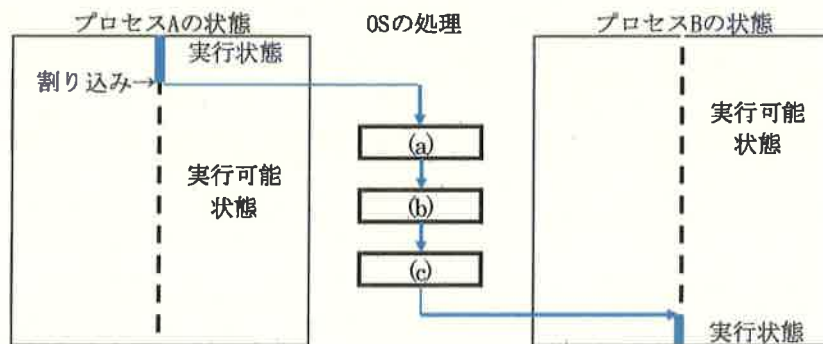 プロセスAの状態
OSの処理
プロセスBの状態
実行状態
割り込み→
実行可能
状態
(a)
(b)
(c)
実行可能
状態
実行状態